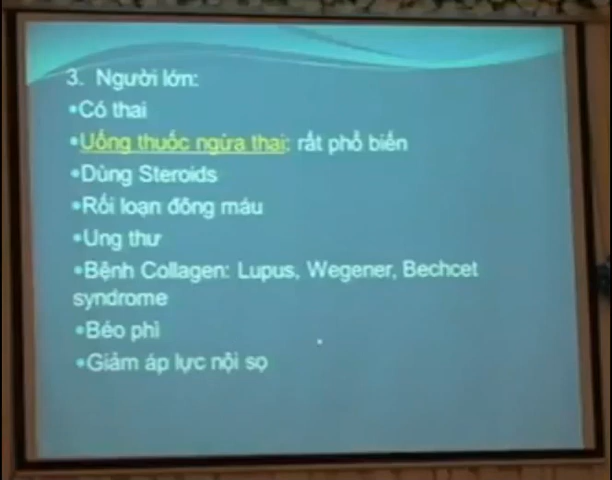 3. Người lớn:
•Có thai
•Uống thuốc ngừa thai: rất phổ biến
•Dùng Steroids
•Rối loạn đông máu
•Ung thư
•Bệnh Collagen: Lupus, Wegener, Bechcet
syndrome
•Béo phì
•Giảm áp lực nội sọ